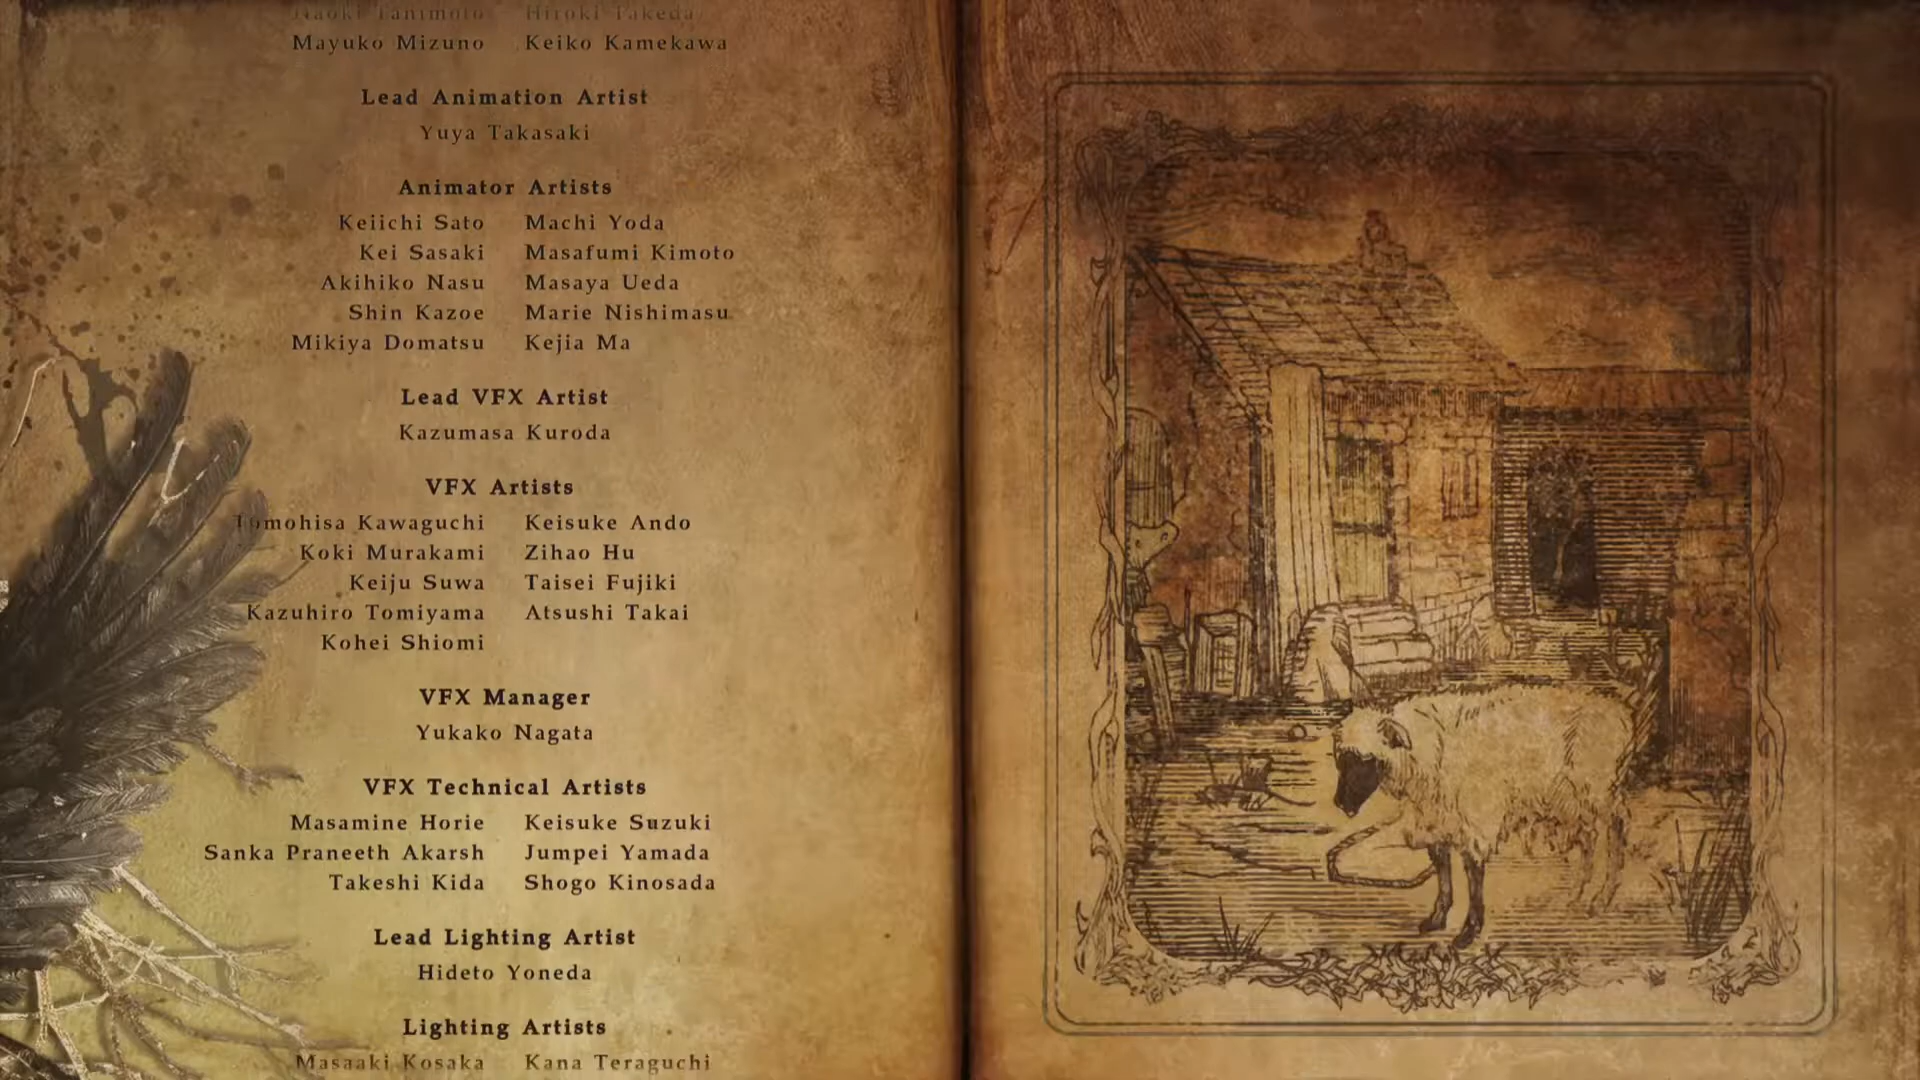 Naoki Tanimoto Hiroki Takeda
Mayuko Mizuno Keiko Kamekawa
Lead Animation Artist
Yuya Takasaki
Animator Artists
Keiichi Sato Machi Yoda
Kei Sasaki Masafumi Kimoto
Akihiko Nasu Masaya Ueda
Shin Kazoe Marie Nishimasu
Mikiya Domatsu Kejia Ma
Lead VFX Artist
Kazumasa Kuroda
VFX Artists
Tomohisa Kawaguchi Keisuke Ando
Koki Murakami Zihao Hu
Keiju Suwa Taisei Fujiki
Kazuhiro Tomiyama Atsushi Takai
Kohei Shiomi
VFX Manager
Yukako Nagata
VFX Technical Artists
Masamine Horie Keisuke Suzuki
Sanka Praneeth Akarsh Jumpei Yamada
Takeshi Kida Shogo Kinosada
Lead Lighting Artist
Hideto Yoneda
Lighting Artists
Masaaki Kosaka Kana Teraguchi